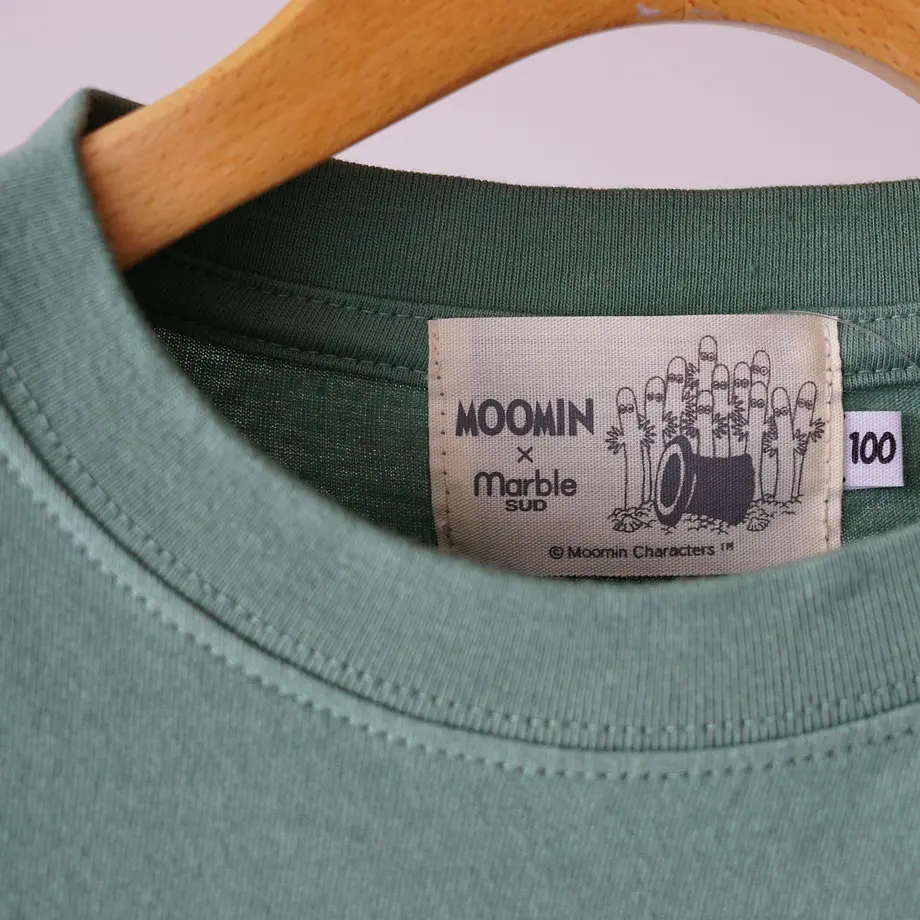 MOOMIN
×
marble
SUD
© Moomin Characters ™
100